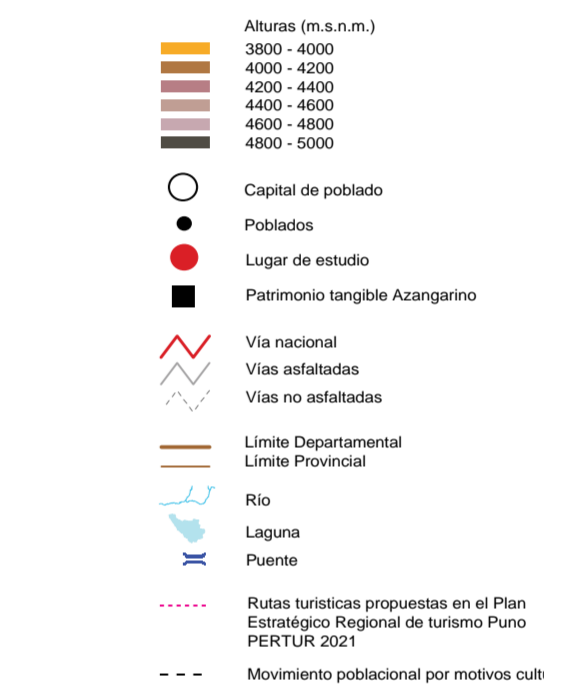 Alturas (m.s.n.m.)
3800 - 4000
4000 - 4200
4200 - 4400
4400 - 4600
4600 - 4800
4800 - 5000
Capital de poblado
Poblados
Lugar de estudio
Patrimonio tangible Azangarino
Vía nacional
Vías asfaltadas
Vías no asfaltadas
Límite Departamental
Límite Provincial
Río
Laguna
Puente
Rutas turisticas propuestas en el Plan
Estratégico Regional de turismo Puno
PERTUR 2021
Movimiento poblacional por motivos